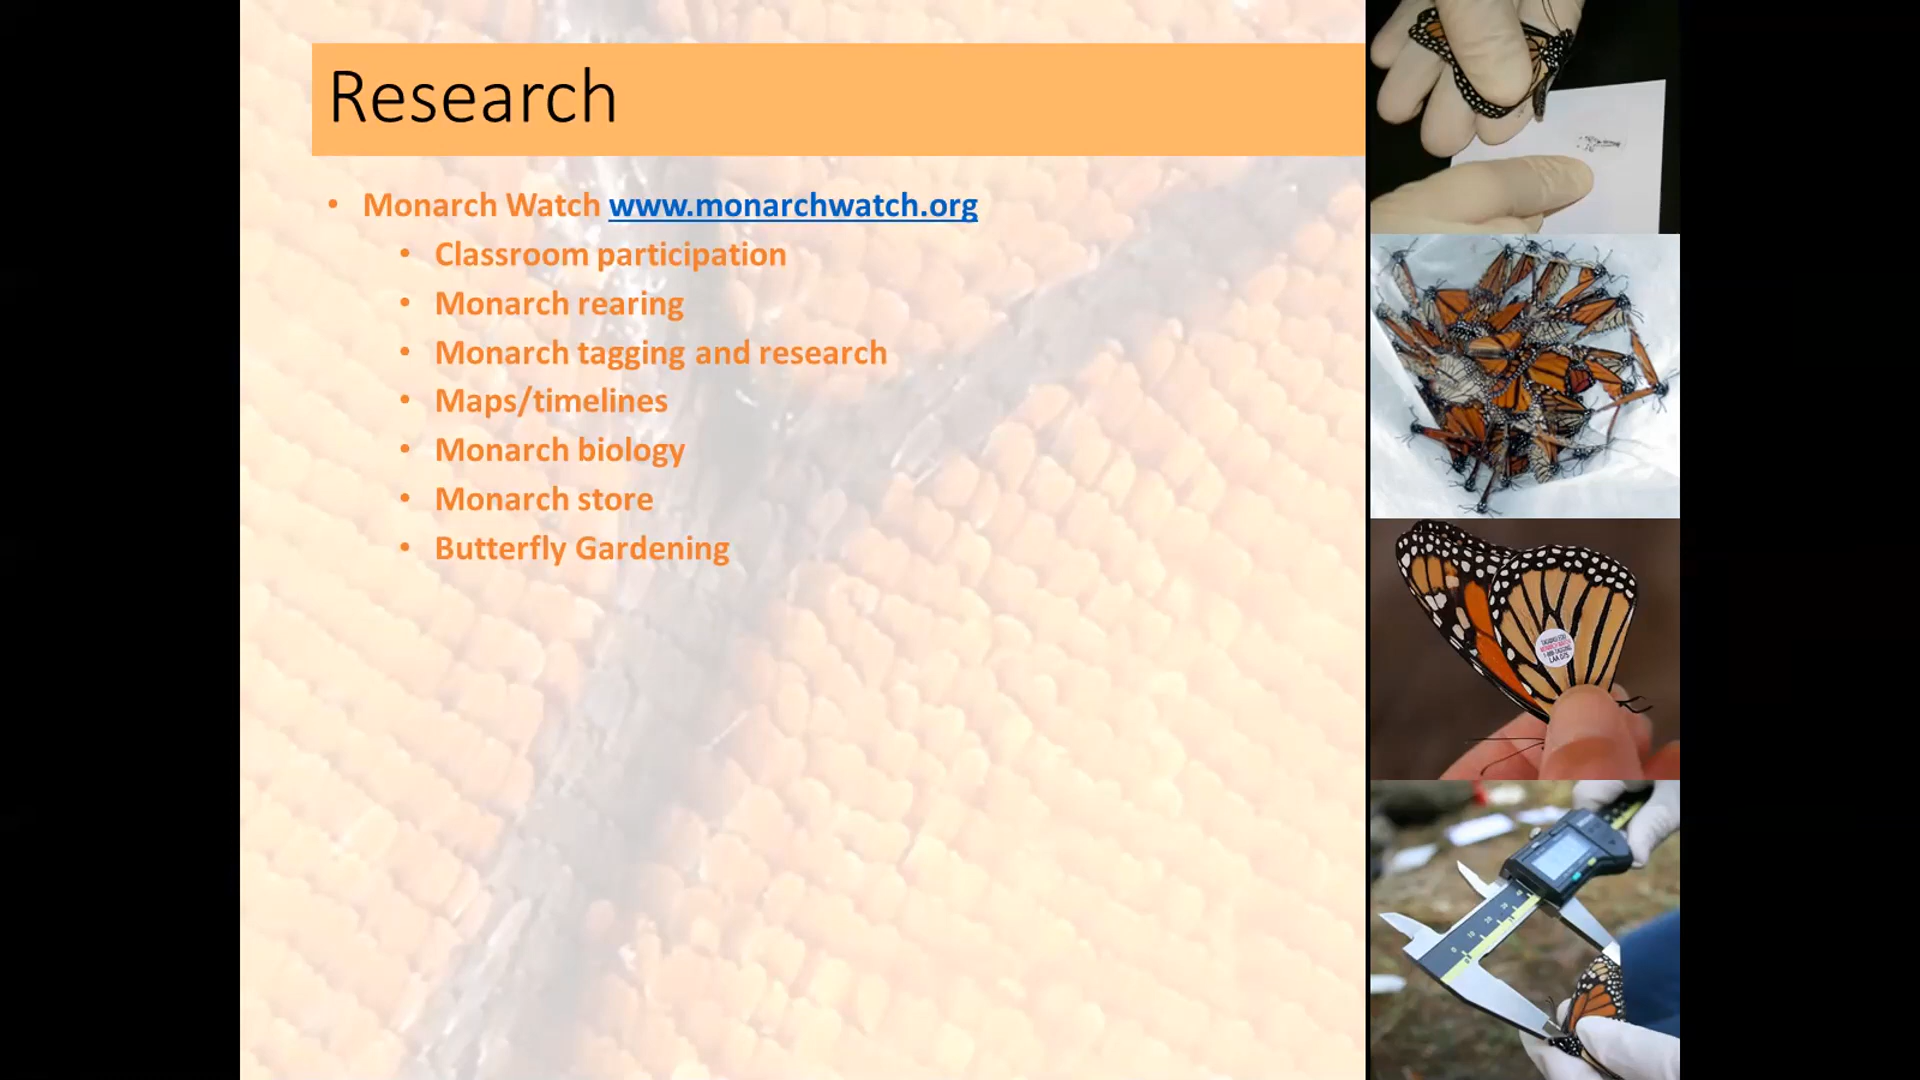 Research
• Monarch Watch www.monarchwatch.org
• Classroom participation
• Monarch rearing
• Monarch tagging and research
• Maps/timelines
• Monarch biology
• Monarch store
• Butterfly Gardening